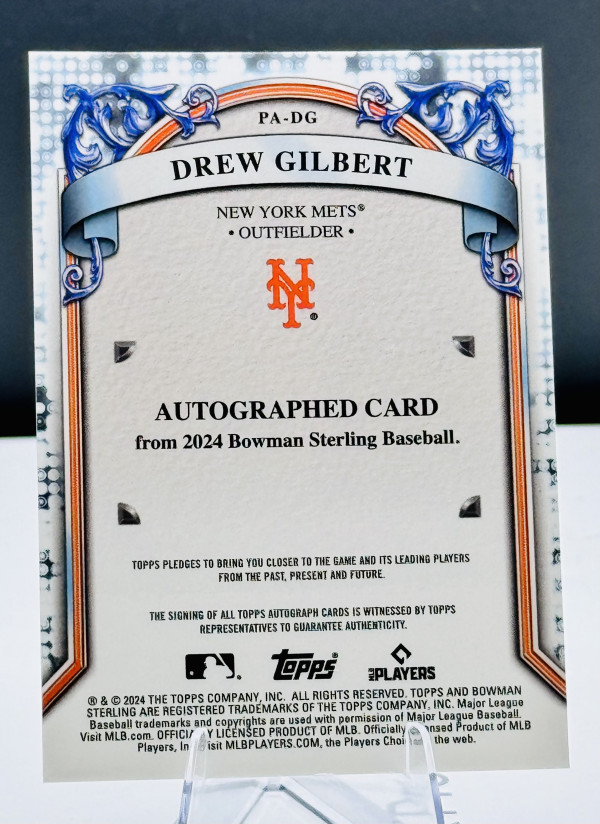 PA-DG
DREW GILBERT
NEW YORK METS®
• OUTFIELDER •
NY
AUTOGRAPHED CARD
from 2024 Bowman Sterling Baseball.
TOPPS PLEDGES TO BRING YOU CLOSER TO THE GAME AND ITS LEADING PLAYERS
FROM THE PAST, PRESENT AND FUTURE.
THE SIGNING OF ALL TOPPS AUTOGRAPH CARDS IS WITNESSED BY TOPPS
REPRESENTATIVES TO GUARANTEE AUTHENTICITY.
topps® MLB PLAYERS
® & © 2024 THE TOPPS COMPANY, INC. ALL RIGHTS RESERVED. TOPPS AND BOWMAN
STERLING ARE REGISTERED TRADEMARKS OF THE TOPPS COMPANY, INC. Major League
Baseball trademarks and copyrights are used with permission of Major League Baseball.
Visit MLB.com. OFFICIALLY LICENSED PRODUCT OF MLB. Officially Licensed Product of MLB
Players, Inc. Visit MLBPLAYERS.COM, the Players Choice on the web.